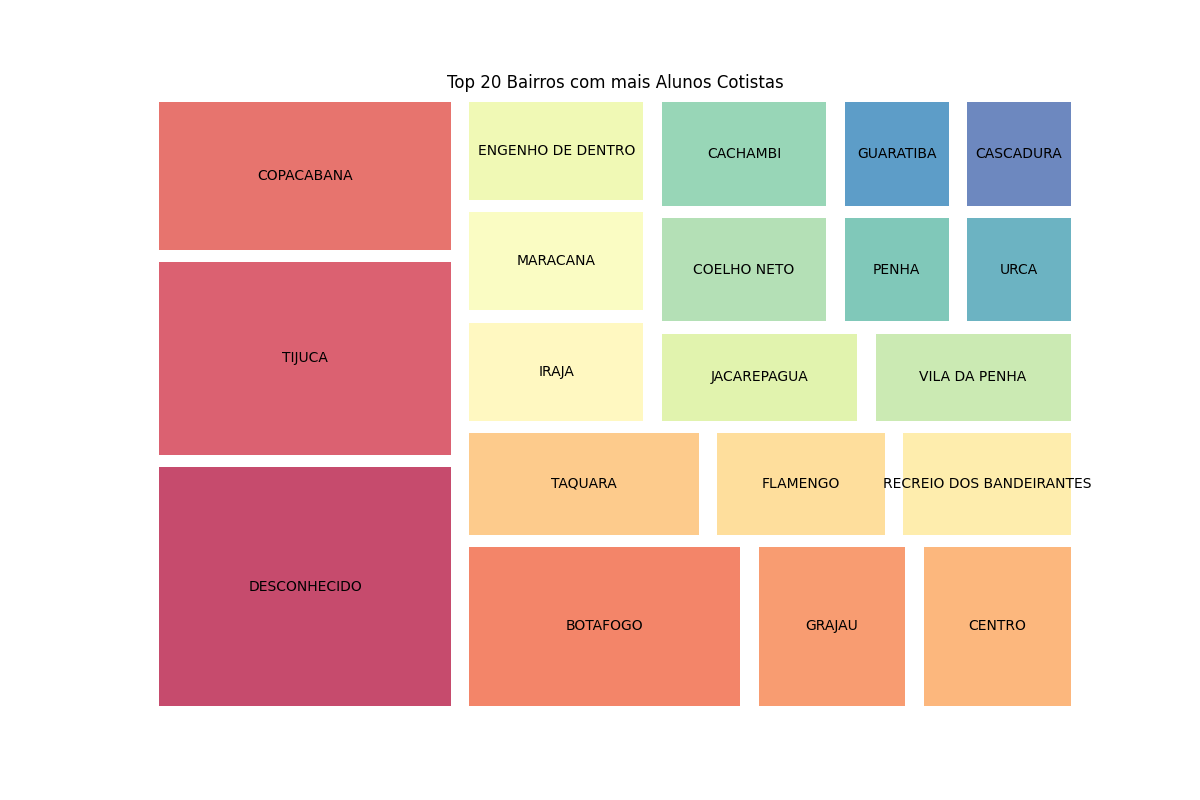 Top 20 Bairros com mais Alunos Cotistas
COPACABANA
TIJUCA
DESCONHECIDO
ENGENHO DE DENTRO
MARACANA
IRAJA
CACHAMBI
GUARATIBA
CASCADURA
COELHO NETO
PENHA
URCA
JACAREPAGUA
VILA DA PENHA
TAQUARA
FLAMENGO
RECREIO DOS BANDEIRANTES
BOTAFOGO
GRAJAU
CENTRO